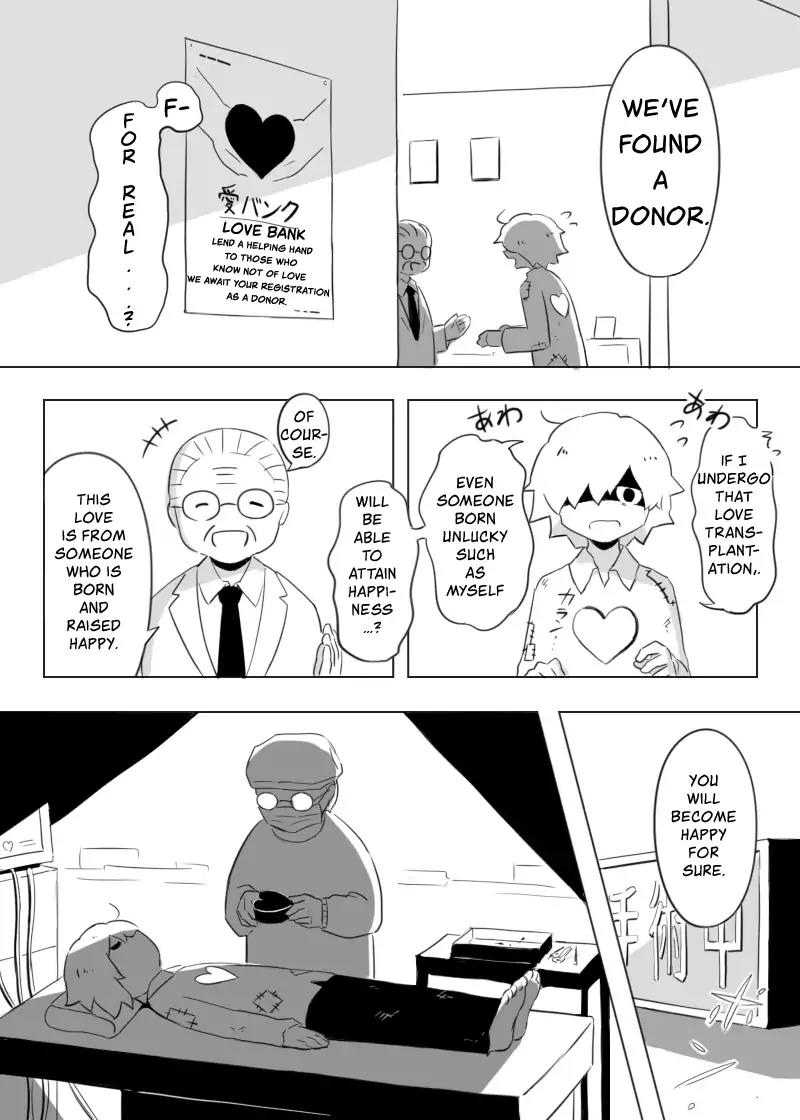 WE'VE
FOUND
A
DONOR.
F-
FOR REAL...?
愛バンク
LOVE BANK
LEND A HELPING HAND
TO THOSE WHO
KNOW NOT OF LOVE
WE AWAIT YOUR REGISTRATION
AS A DONOR.
あわ
IF I
UNDERGO
THAT
LOVE
TRANS-
PLANT-
ATION,.
あわ
EVEN
SOMEONE
BORN
UNLUCKY
SUCH
AS
MYSELF
WILL
BE
ABLE
TO
ATTAIN
HAPPI-
NESS
...?
OF
COUR-
SE.
THIS
LOVE
IS FROM
SOMEONE
WHO IS
BORN
AND
RAISED
HAPPY.
YOU
WILL
BECOME
HAPPY
FOR
SURE.
手術中